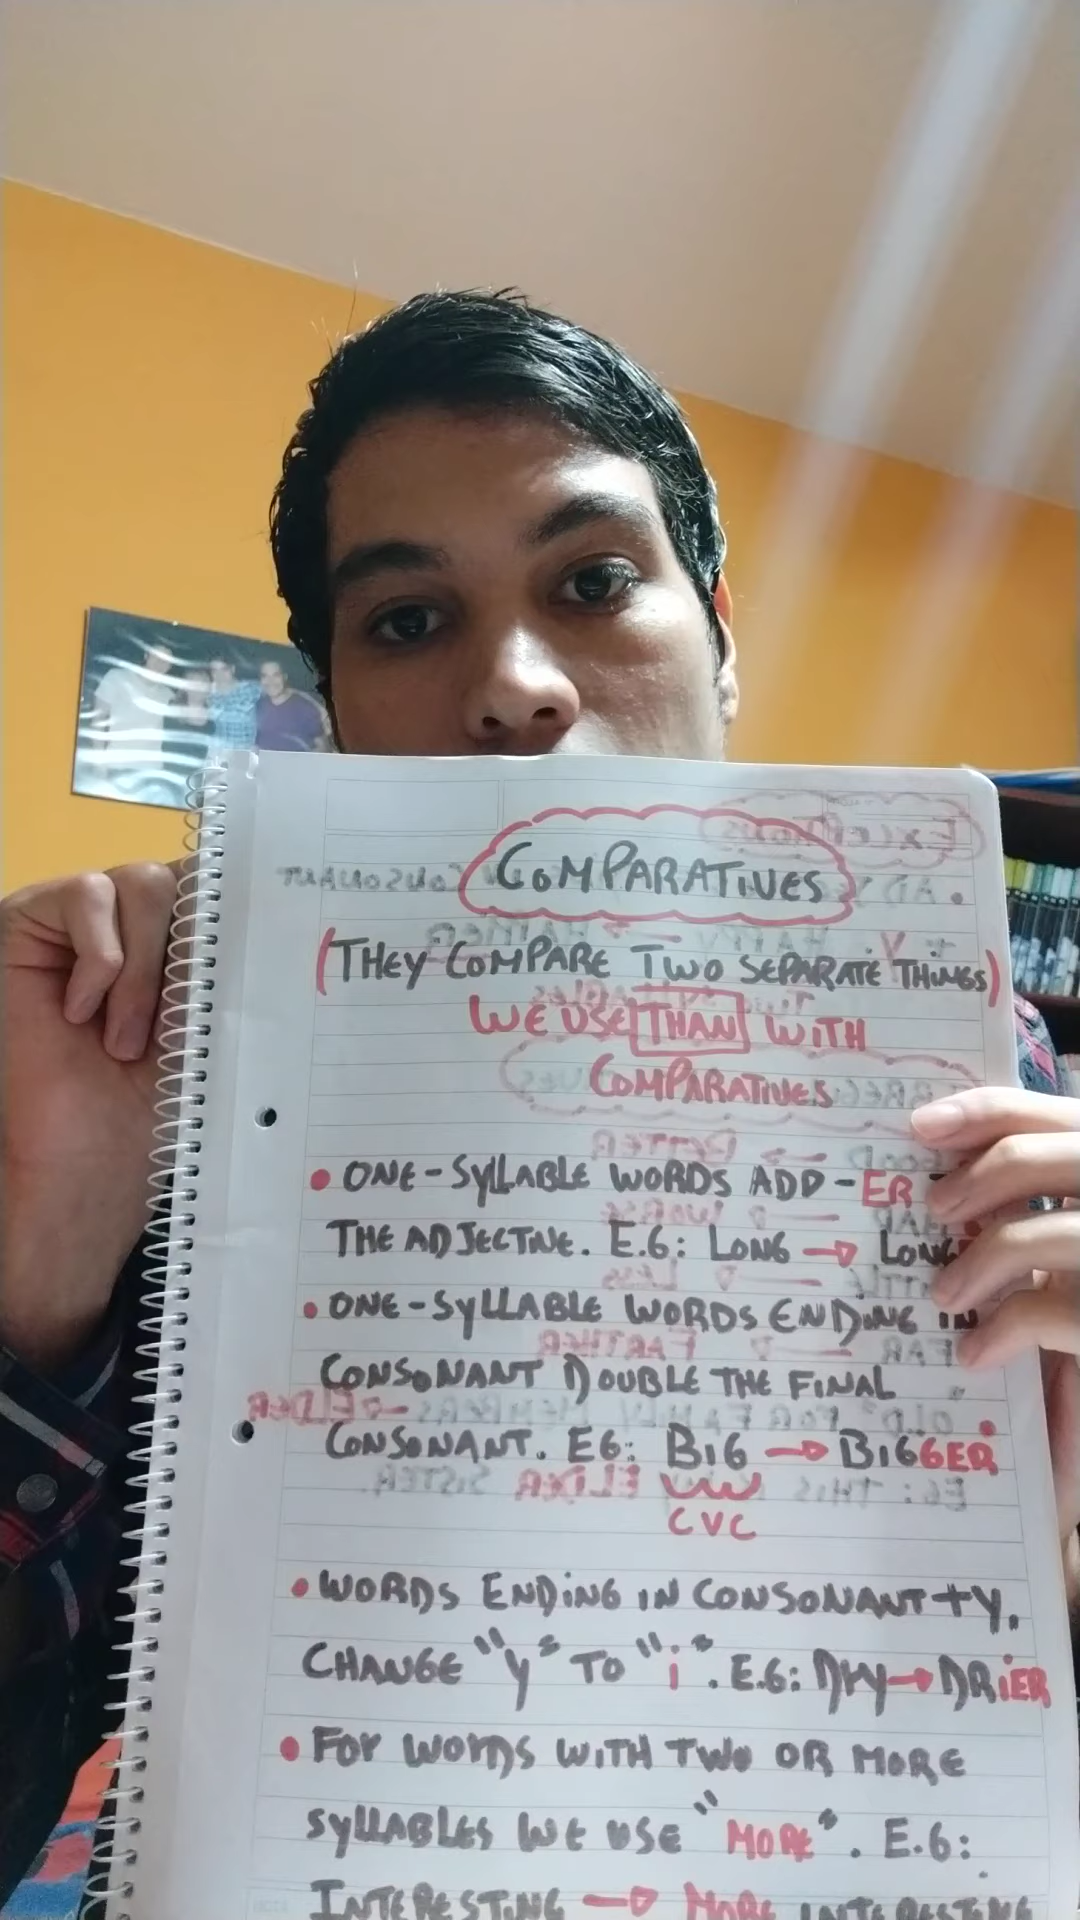 COMPARATIVES
(THEY COMPARE TWO SEPARATE THINGS)
WE USE THAN WITH
COMPARATIVES
• ONE-SYLLABLE WORDS ADD -ER
THE ADJECTIVE. E.G: LONG → LONG
• ONE-SYLLABLE WORDS ENDING IN
CONSONANT DOUBLE THE FINAL
CONSONANT. EG: BIG → BIGGER
CVC
• WORDS ENDING IN CONSONANT + Y,
CHANGE "Y" TO "i". E.G: DRY → DRiER
• FOR WORDS WITH TWO OR MORE
SYLLABLES WE USE "MORE". E.G:
INTERESTING → MORE INTERESTING